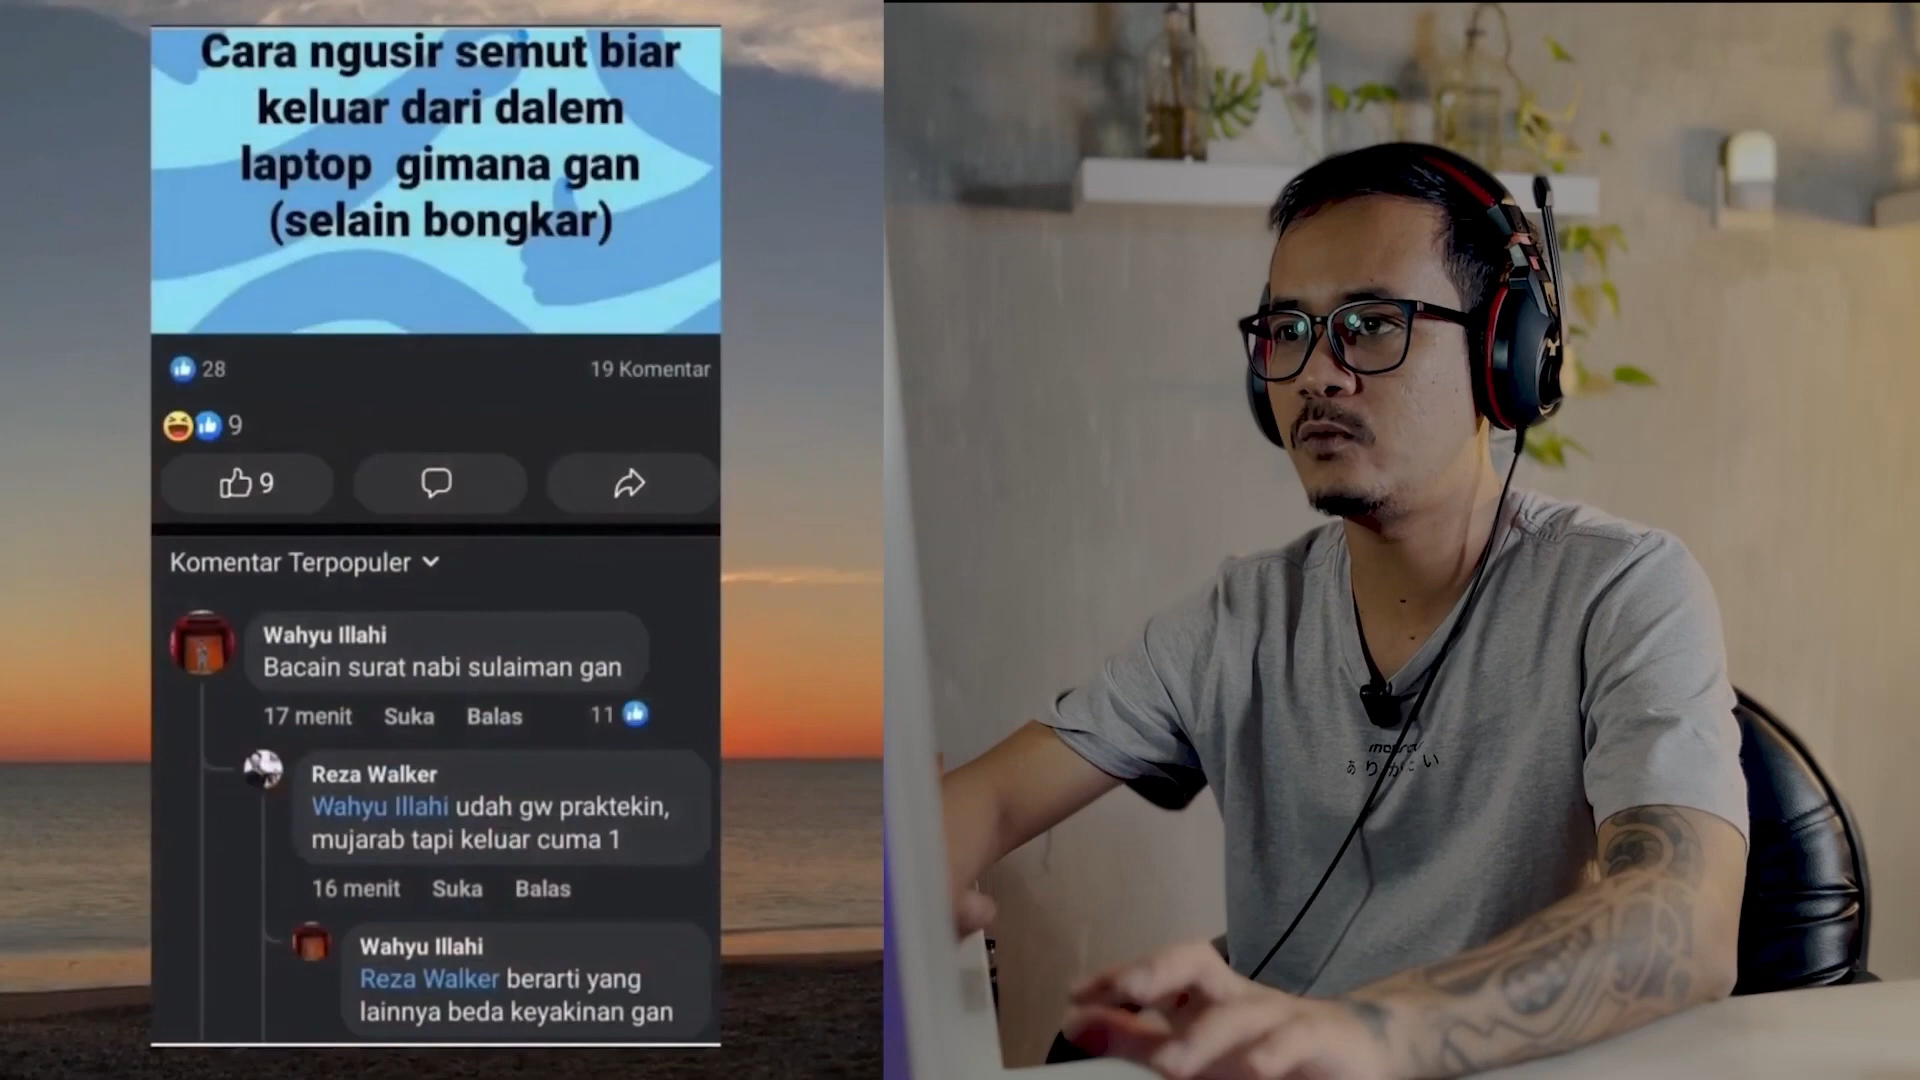 Cara ngusir semut biar
keluar dari dalem
laptop gimana gan
(selain bongkar)
28
19 Komentar
9
9
Komentar Terpopuler
Wahyu Illahi
Bacain surat nabi sulaiman gan
17 menit Suka Balas 11
Reza Walker
Wahyu Illahi udah gw praktekin,
mujarab tapi keluar cuma 1
16 menit Suka Balas
Wahyu Illahi
Reza Walker berarti yang
lainnya beda keyakinan gan